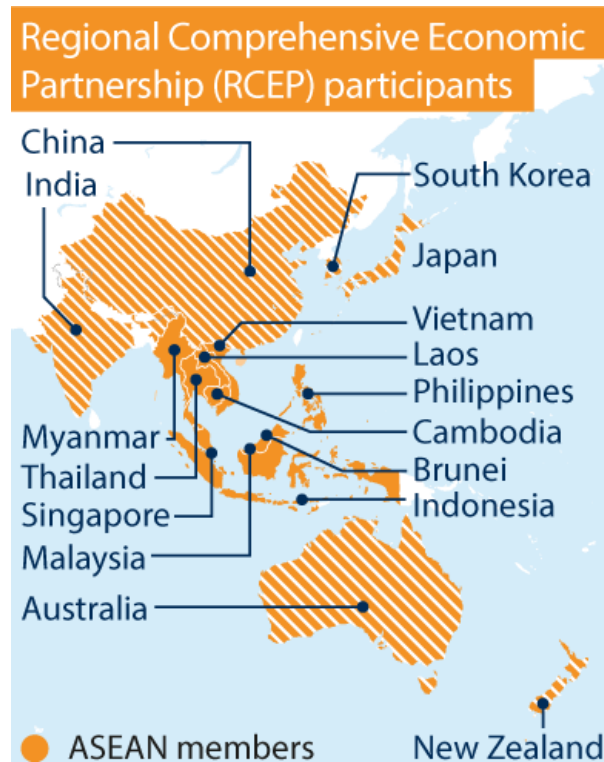 Regional Comprehensive Economic
Partnership (RCEP) participants
China
India
South Korea
Japan
Vietnam
Laos
Philippines
Cambodia
Brunei
Indonesia
Myanmar
Thailand
Singapore
Malaysia
Australia
ASEAN members
New Zealand